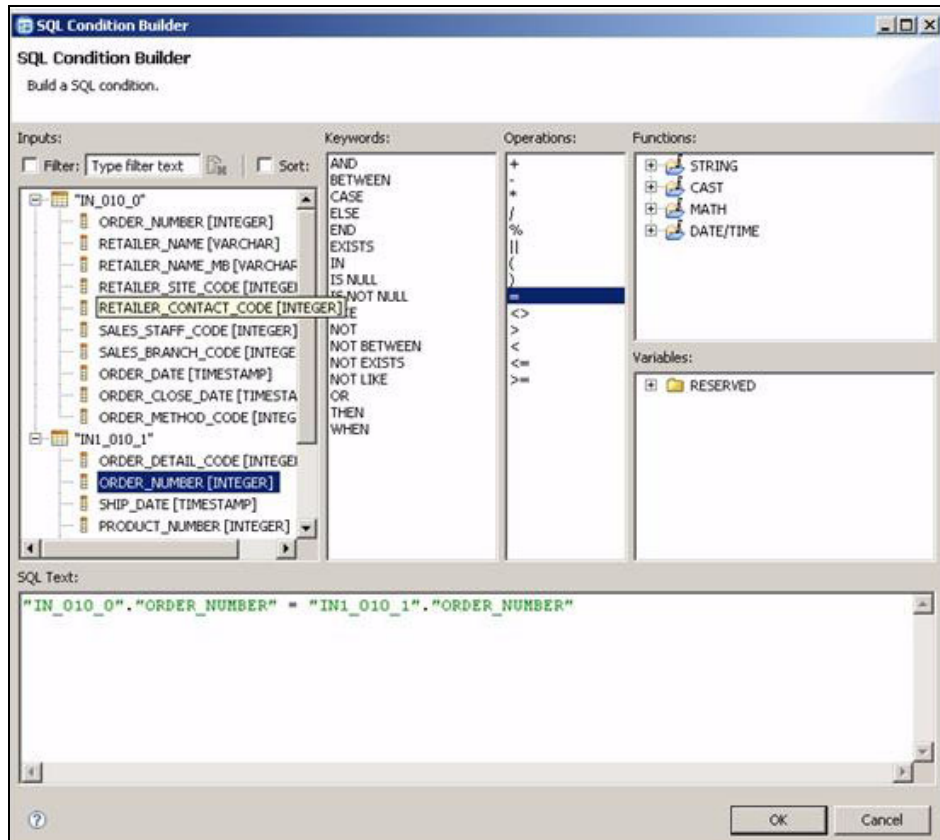 SQL Condition Builder
SQL Condition Builder
Build a SQL condition.
Inputs:
Filter: Type filter text Sort:
"IN_010_0"
ORDER_NUMBER [INTEGER]
RETAILER_NAME [VARCHAR]
RETAILER_NAME_MB [VARCHAR
RETAILER_SITE_CODE [INTEGE
RETAILER_CONTACT_CODE [INTEGER]
SALES_STAFF_CODE [INTEGER]
SALES_BRANCH_CODE [INTEGE
ORDER_DATE [TIMESTAMP]
ORDER_CLOSE_DATE [TIMESTA
ORDER_METHOD_CODE [INTEG
"IN1_010_1"
ORDER_DETAIL_CODE [INTEGE
ORDER_NUMBER [INTEGER]
SHIP_DATE [TIMESTAMP]
PRODUCT_NUMBER [INTEGER]
Keywords:
AND
BETWEEN
CASE
ELSE
END
EXISTS
IN
IS NULL
IS NOT NULL
NOT
NOT BETWEEN
NOT EXISTS
NOT LIKE
OR
THEN
WHEN
Operations:
+
-
*
/
%
||
(
)
=
<>
>
<
<=
>=
Functions:
STRING
CAST
MATH
DATE/TIME
Variables:
RESERVED
SQL Text:
"IN_010_0"."ORDER_NUMBER" = "IN1_010_1"."ORDER_NUMBER"
OK Cancel